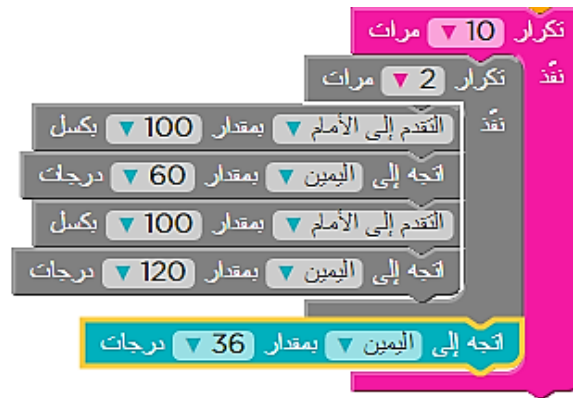 تكرار 10 ▼ مرات
نفّذ تكرار 2 ▼ مرات
نفّذ التقدم إلى الأمام ▼ بمقدار 100 ▼ بكسل
اتجه إلى اليمين ▼ بمقدار 60 ▼ درجات
التقدم إلى الأمام ▼ بمقدار 100 ▼ بكسل
اتجه إلى اليمين ▼ بمقدار 120 ▼ درجات
اتجه إلى اليمين ▼ بمقدار 36 ▼ درجات